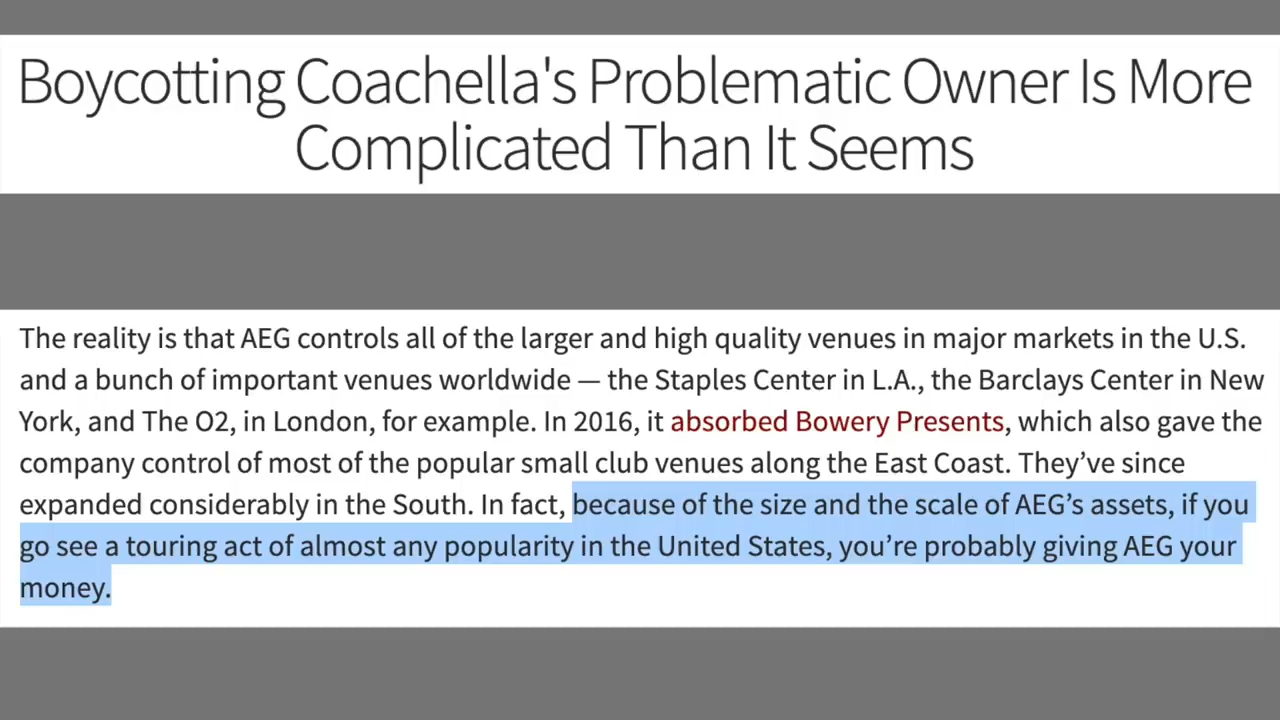 Boycotting Coachella's Problematic Owner Is More
Complicated Than It Seems
The reality is that AEG controls all of the larger and high quality venues in major markets in the U.S.
and a bunch of important venues worldwide — the Staples Center in L.A., the Barclays Center in New
York, and The O2, in London, for example. In 2016, it absorbed Bowery Presents, which also gave the
company control of most of the popular small club venues along the East Coast. They’ve since
expanded considerably in the South. In fact, because of the size and the scale of AEG’s assets, if you
go see a touring act of almost any popularity in the United States, you’re probably giving AEG your
money.